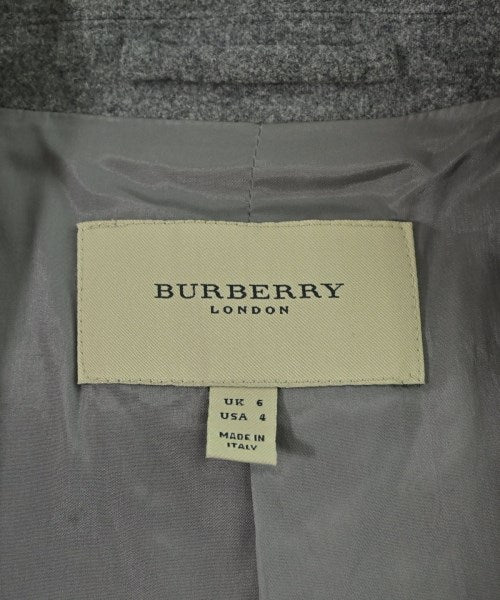 BURBERRY
LONDON
UK 6
USA 4
MADE IN
ITALY